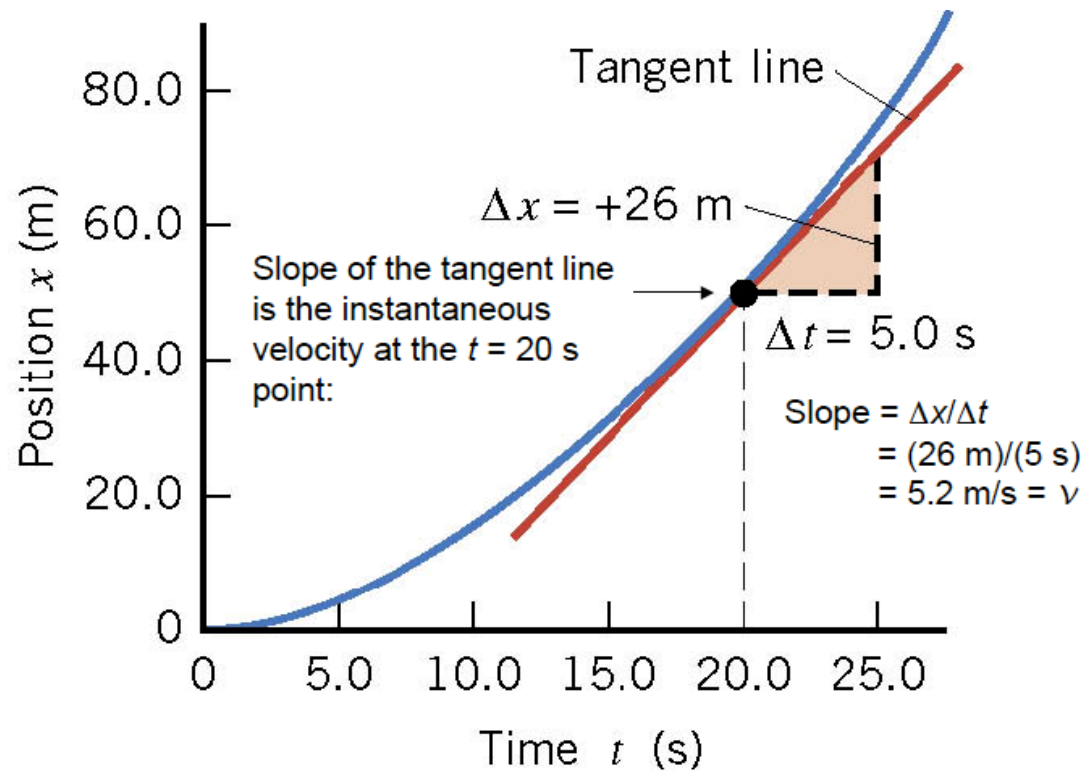 80.0
60.0
40.0
20.0
0
Position x (m)
Tangent line
Δx = +26 m
Slope of the tangent line
is the instantaneous
velocity at the t = 20 s
point:
Δt = 5.0 s
Slope = Δx/Δt
= (26 m)/(5 s)
= 5.2 m/s = ν
0 5.0 10.0 15.0 20.0 25.0
Time t (s)